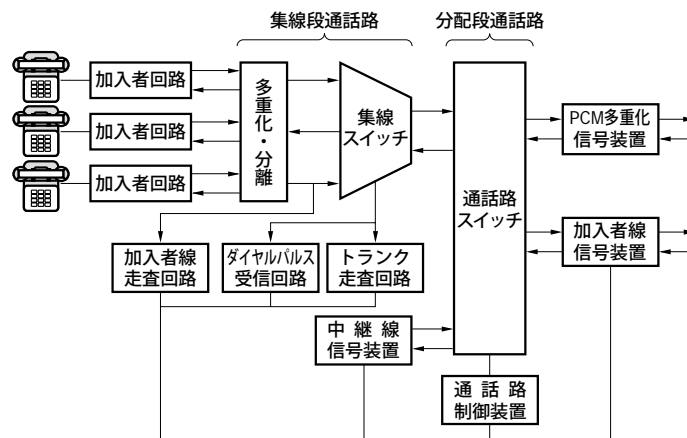 集線段通話路
分配段通話路
加入者回路
加入者回路
加入者回路
多重化・分離
集線
スイッチ
通話路
スイッチ
PCM多重化
信号装置
加入者線
信号装置
加入者線
走査回路
ダイヤルパルス
受信回路
トランク
走査回路
中継線
信号装置
通話路
制御装置